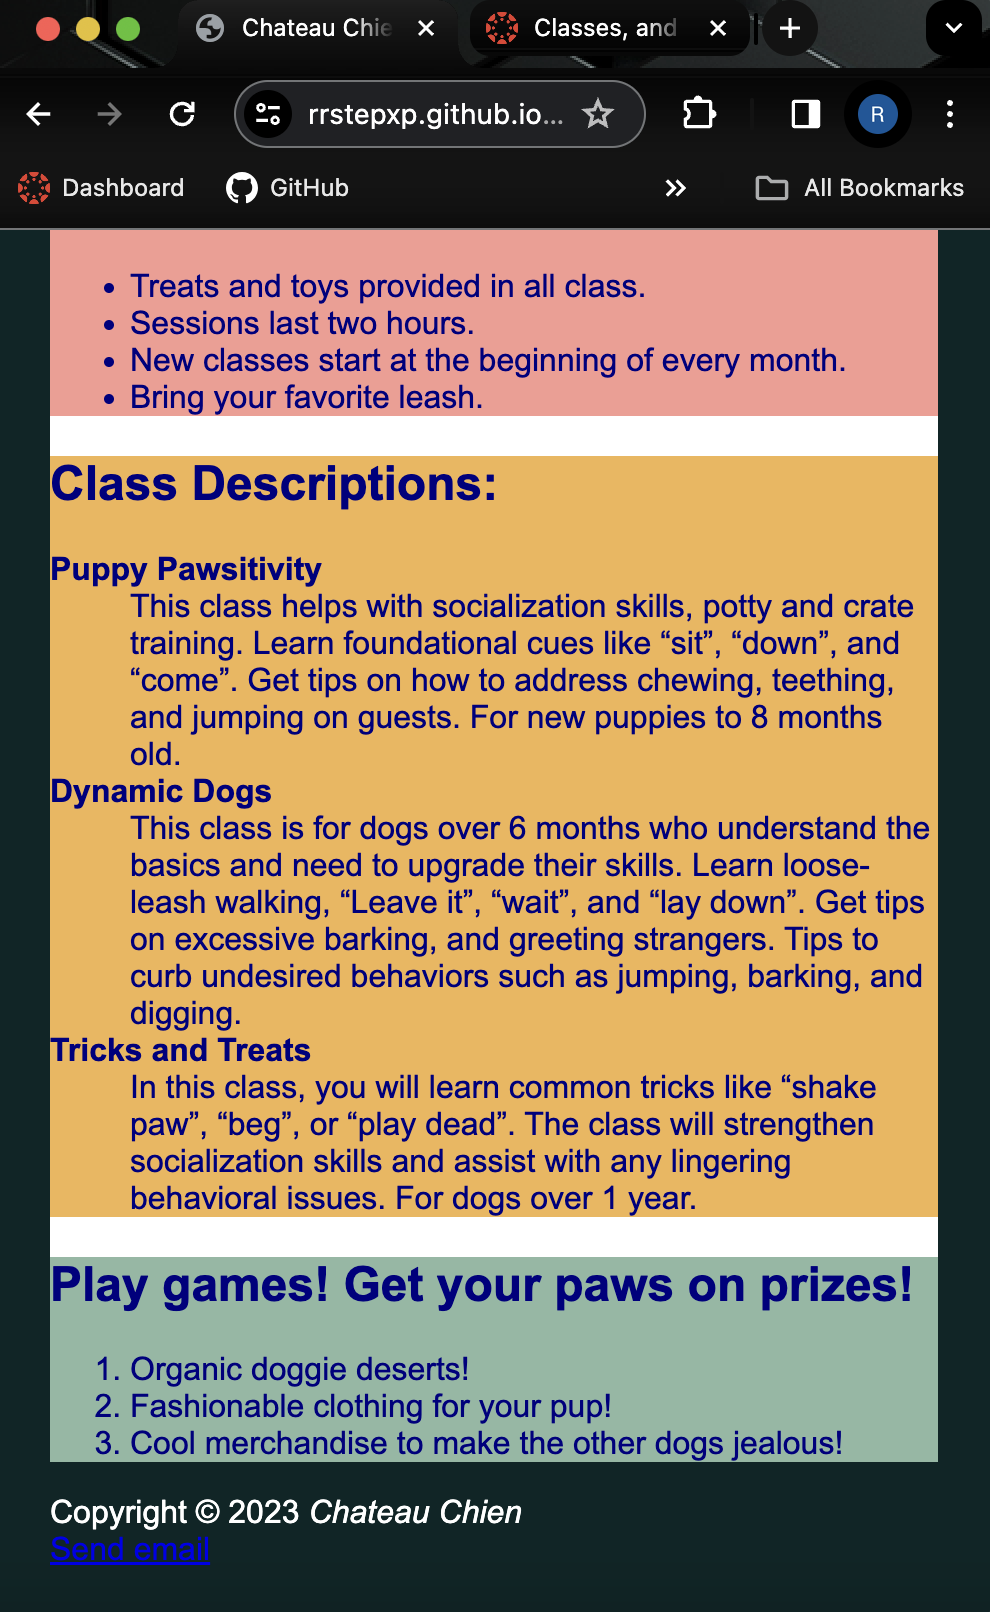 Chateau Chie
Classes, and
rrstepxp.github.io...
R
Dashboard
GitHub
All Bookmarks
• Treats and toys provided in all class.
• Sessions last two hours.
• New classes start at the beginning of every month.
• Bring your favorite leash.
Class Descriptions:
Puppy Pawsitivity
This class helps with socialization skills, potty and crate
training. Learn foundational cues like “sit”, “down”, and
“come”. Get tips on how to address chewing, teething,
and jumping on guests. For new puppies to 8 months
old.
Dynamic Dogs
This class is for dogs over 6 months who understand the
basics and need to upgrade their skills. Learn loose-
leash walking, “Leave it”, “wait”, and “lay down”. Get tips
on excessive barking, and greeting strangers. Tips to
curb undesired behaviors such as jumping, barking, and
digging.
Tricks and Treats
In this class, you will learn common tricks like “shake
paw”, “beg”, or “play dead”. The class will strengthen
socialization skills and assist with any lingering
behavioral issues. For dogs over 1 year.
Play games! Get your paws on prizes!
1. Organic doggie deserts!
2. Fashionable clothing for your pup!
3. Cool merchandise to make the other dogs jealous!
Copyright © 2023 Chateau Chien
Send email